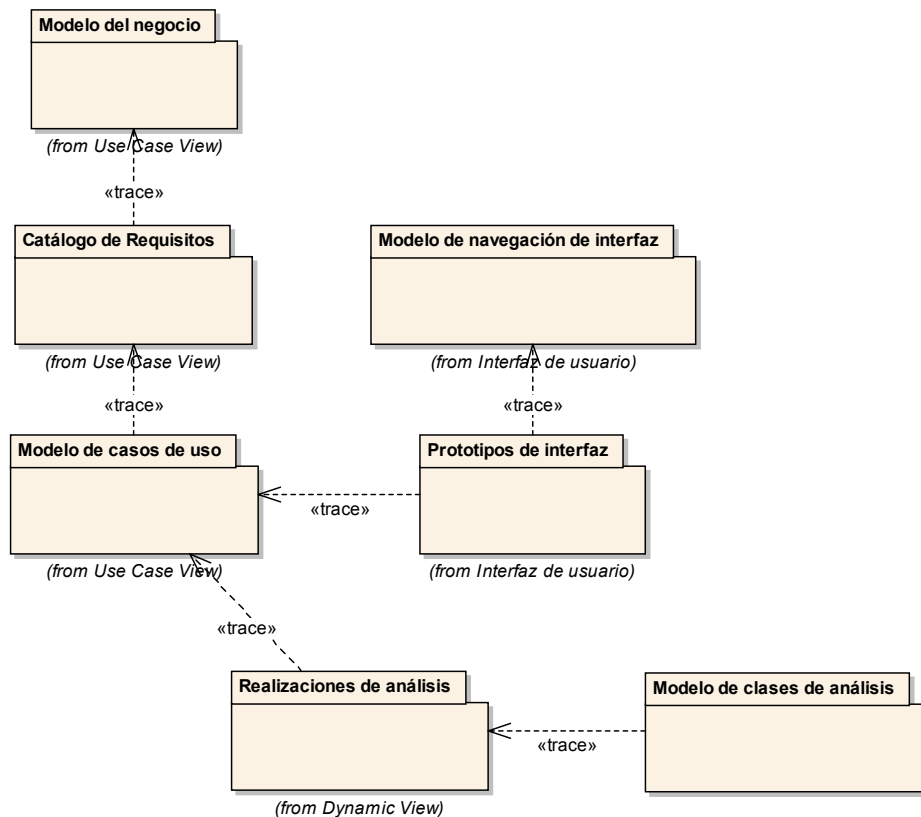 Modelo del negocio
(from Use Case View)
«trace»
Catálogo de Requisitos
Modelo de navegación de interfaz
(from Use Case View)
(from Interfaz de usuario)
«trace»
«trace»
Modelo de casos de uso
Prototipos de interfaz
«trace»
(from Use Case View)
(from Interfaz de usuario)
«trace»
Realizaciones de análisis
Modelo de clases de análisis
«trace»
(from Dynamic View)